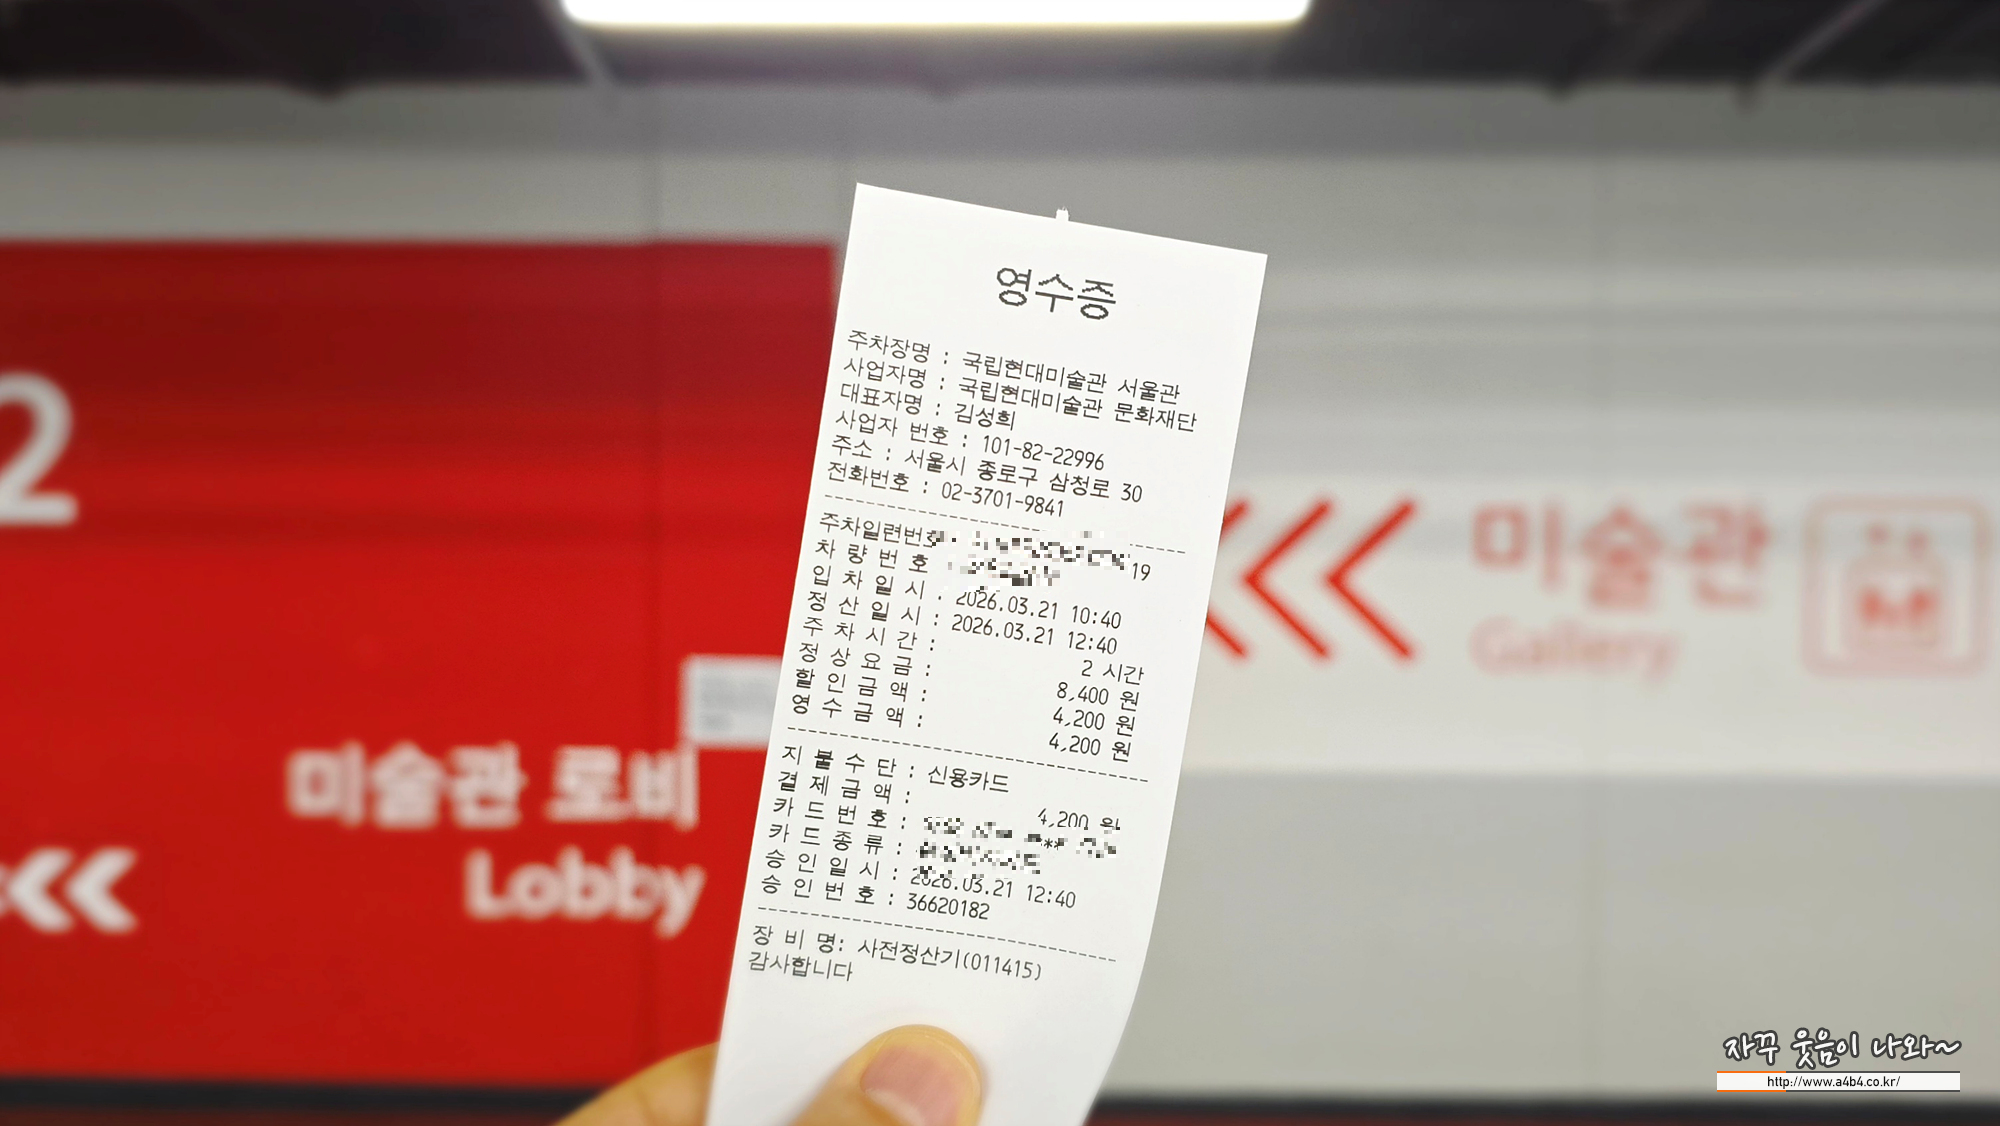 영수증
주차장명 : 국립현대미술관 서울관
사업자명 : 국립현대미술관 문화재단
대표자명 : 김성희
사업자 번호 : 101-82-22996
주소 : 서울시 종로구 삼청로 30
전화번호 : 02-3701-9841
주차일련번호 19
차 량 번 호
입 차 일 시 : 2026.03.21 10:40
정 산 일 시 : 2026.03.21 12:40
주 차 시 간 : 2 시간
정 상 요 금 : 8,400 원
할 인 금 액 : 4,200 원
영 수 금 액 : 4,200 원
지 불 수 단 : 신용카드
결 제 금 액 : 4,200 원
카 드 번 호 : **
카 드 종 류 :
승 인 일 시 : 2026.03.21 12:40
승 인 번 호 : 36620182
장 비 명: 사전정산기(011415)
감사합니다
2
미술관 로비
Lobby
미술관
Gallery
자꾸 웃음이 나와~
http://www.a4b4.co.kr/